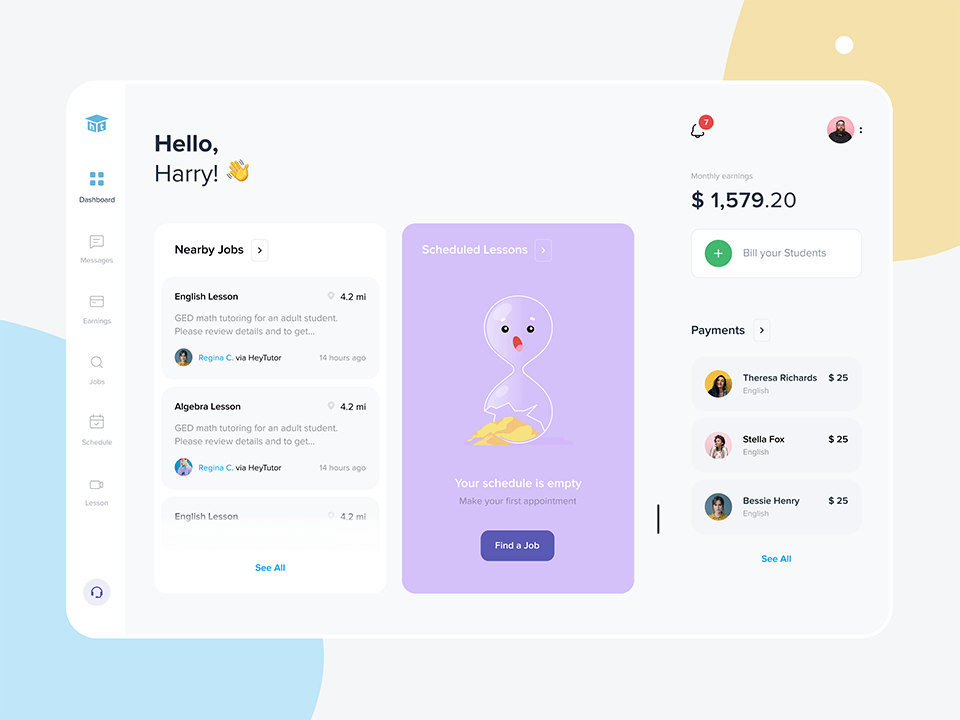 ht
Dashboard
Messages
Earnings
Jobs
Schedule
Lesson
Hello,
Harry! 👋
Nearby Jobs
English Lesson
4.2 mi
GED math tutoring for an adult student.
Please review details and to get...
Regina C. via HeyTutor
14 hours ago
Algebra Lesson
4.2 mi
GED math tutoring for an adult student.
Please review details and to get...
Regina C. via HeyTutor
14 hours ago
English Lesson
4.2 mi
See All
Scheduled Lessons
Your schedule is empty
Make your first appointment
Find a Job
7
Monthly earnings
$ 1,579.20
Bill your Students
Payments
Theresa Richards $ 25
English
Stella Fox $ 25
English
Bessie Henry $ 25
English
See All